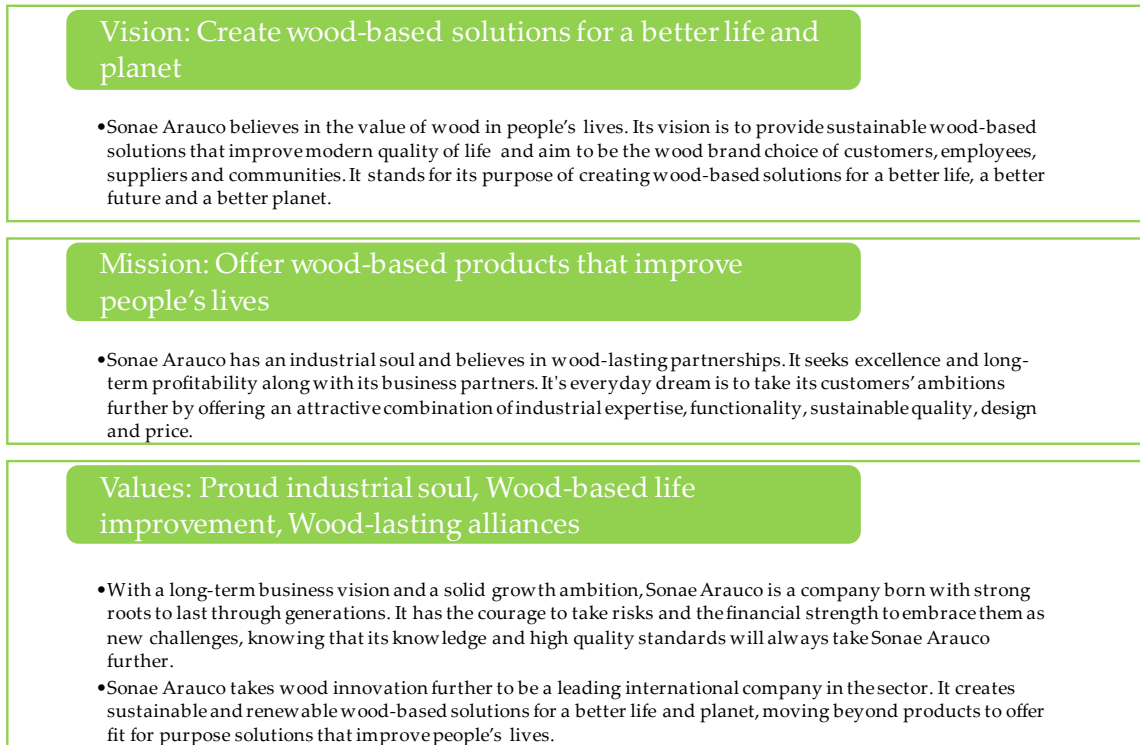 Vision: Create wood-based solutions for a better life and
planet
•Sonae Arauco believes in the value of wood in people’s lives. Its vision is to provide sustainable wood-based
solutions that improve modern quality of life and aim to be the wood brand choice of customers, employees,
suppliers and communities. It stands for its purpose of creating wood-based solutions for a better life, a better
future and a better planet.
Mission: Offer wood-based products that improve
people’s lives
•Sonae Arauco has an industrial soul and believes in wood-lasting partnerships. It seeks excellence and long-
term profitability along with its business partners. It's everyday dream is to take its customers’ ambitions
further by offering an attractive combination of industrial expertise, functionality, sustainable quality, design
and price.
Values: Proud industrial soul, Wood-based life
improvement, Wood-lasting alliances
•With a long-term business vision and a solid growth ambition, Sonae Arauco is a company born with strong
roots to last through generations. It has the courage to take risks and the financial strength to embrace them as
new challenges, knowing that its knowledge and high quality standards will always take Sonae Arauco
further.
•Sonae Arauco takes wood innovation further to be a leading international company in the sector. It creates
sustainable and renewable wood-based solutions for a better life and planet, moving beyond products to offer
fit for purpose solutions that improve people’s lives.